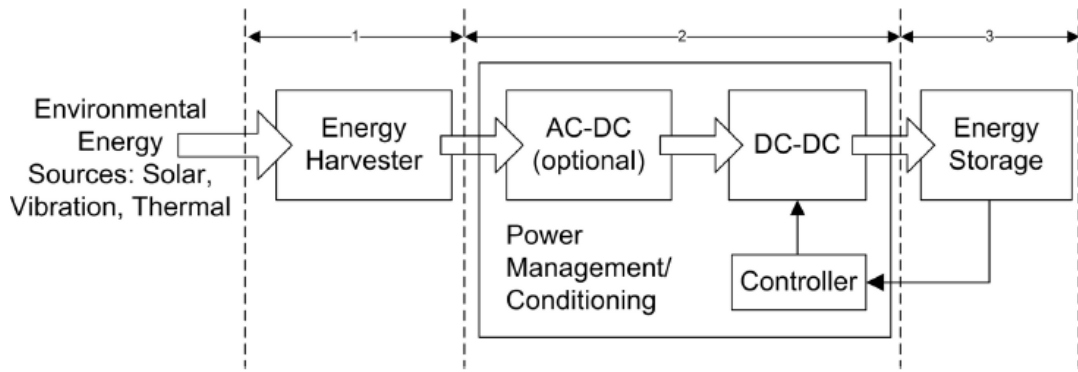 1
2
3
Environmental
Energy
Sources: Solar,
Vibration, Thermal
Energy
Harvester
AC-DC
(optional)
DC-DC
Energy
Storage
Power
Management/
Conditioning
Controller